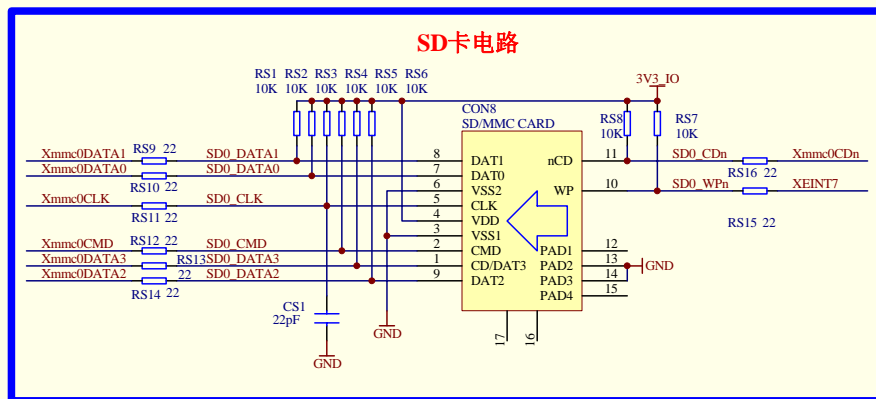 SD卡电路
RS1 RS2 RS3 RS4 RS5 RS6
10K 10K 10K 10K 10K 10K
3V3_IO
CON8
SD/MMC CARD
RS8 RS7
10K 10K
Xmmc0DATA1 RS9 22 SD0_DATA1 8 DAT1 nCD 11 SD0_CDn Xmmc0CDn
Xmmc0DATA0 SD0_DATA0 7 DAT0 RS16 22
RS10 22 6 VSS2 WP 10 SD0_WPn XEINT7
Xmmc0CLK SD0_CLK 5 CLK
RS11 22 4 VDD RS15 22
3 VSS1
Xmmc0CMD RS12 22 SD0_CMD 2 CMD PAD1 12
Xmmc0DATA3 RS13 SD0_DATA3 1 CD/DAT3 PAD2 13 GND
Xmmc0DATA2 22 SD0_DATA2 9 DAT2 PAD3 14
RS14 22 PAD4 15
CS1
22pF
GND
17 16
GND